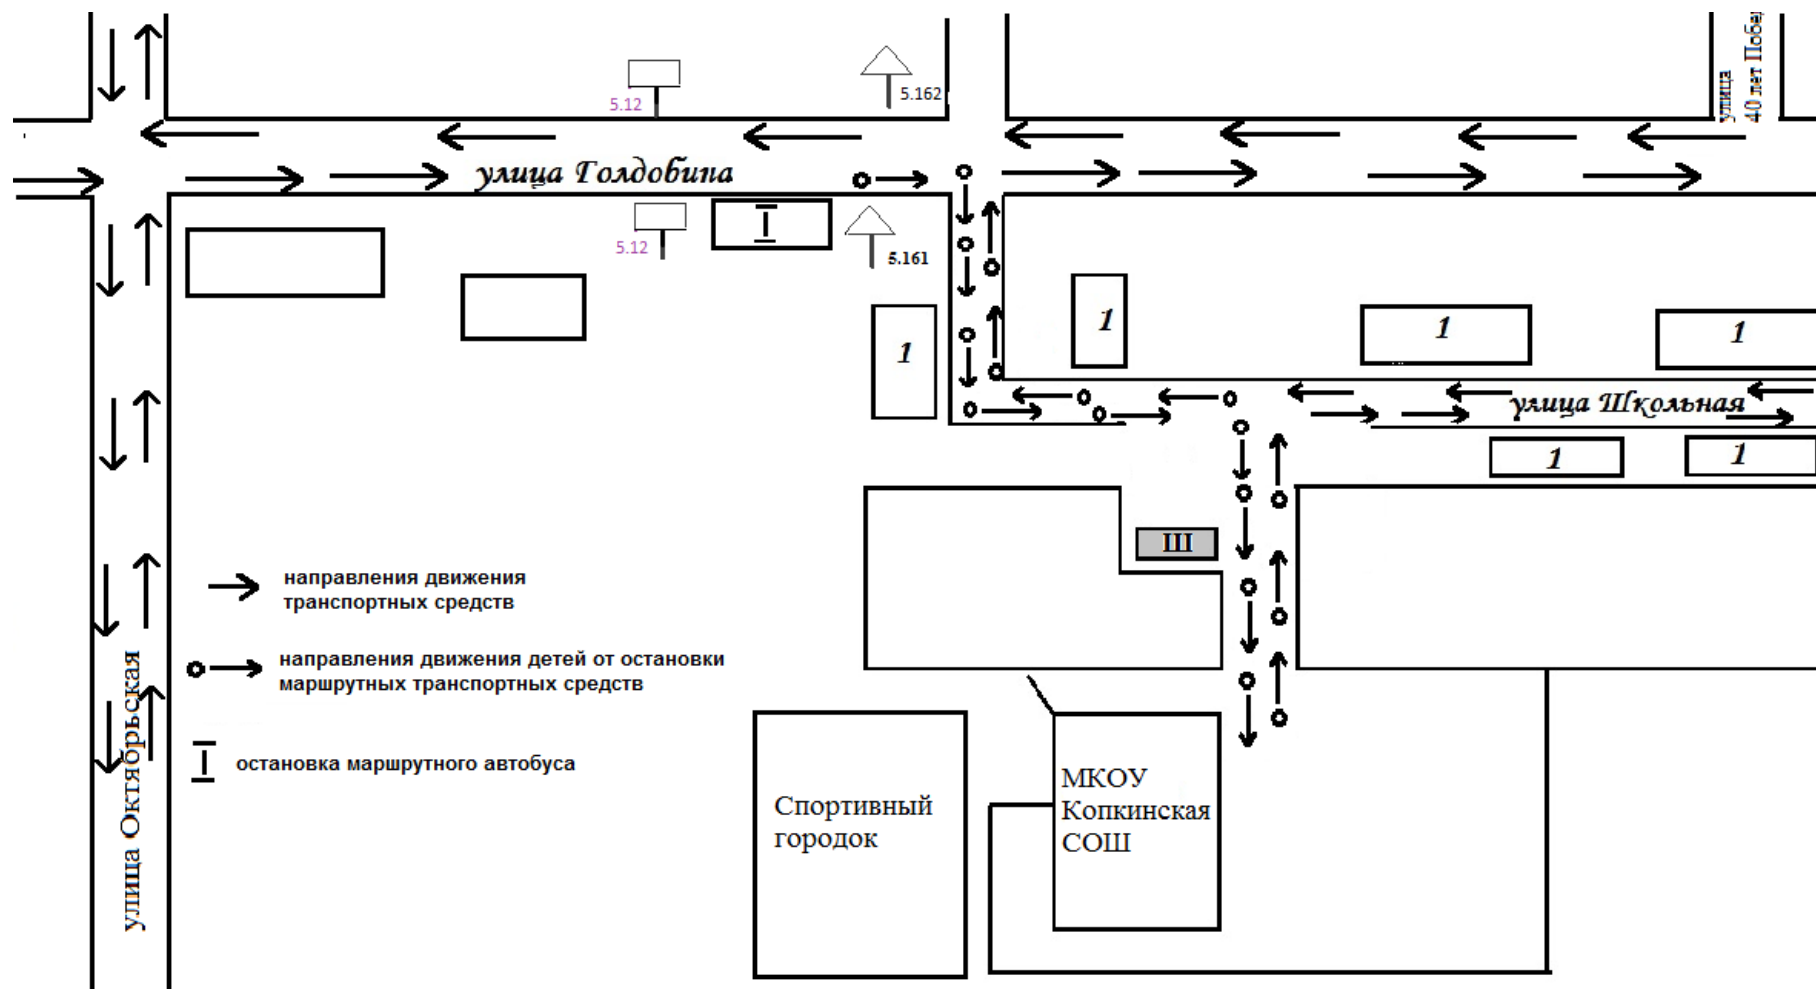 улица
40 лет Побе
5.12
5.162
улица Голдобина
5.12
5.161
1
1
1
1
улица Школьная
1
1
Ш
направления движения
транспортных средств
направления движения детей от остановки
маршрутных транспортных средств
остановка маршрутного автобуса
улица Октябрьская
Спортивный
городок
МКОУ
Копкинская
СОШ